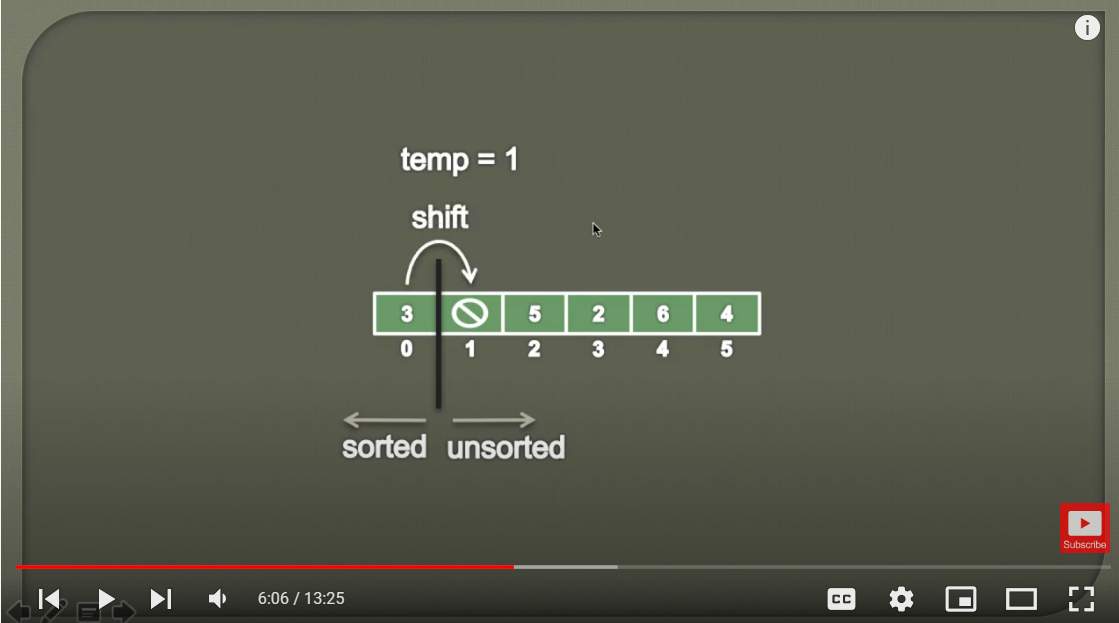 temp = 1
shift
3 5 2 6 4
0 1 2 3 4 5
sorted unsorted
Subscribe
6:06 / 13:25
CC